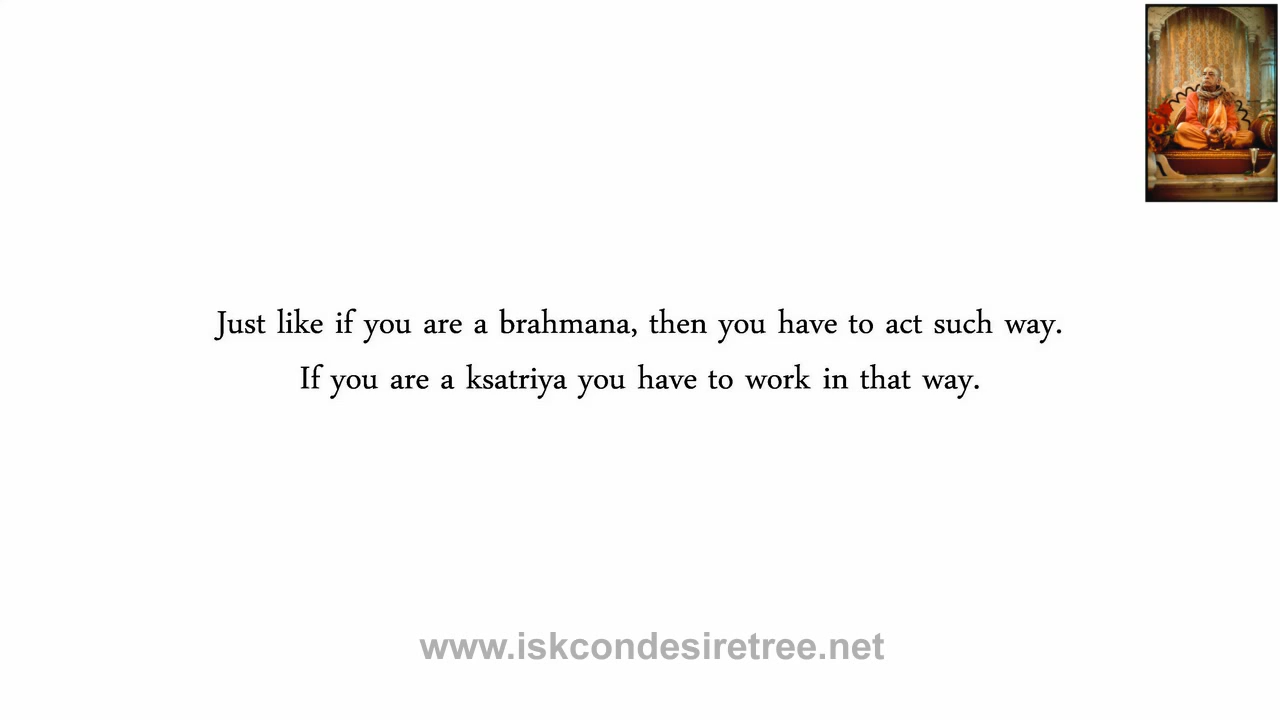 Just like if you are a brahmana, then you have to act such way.
If you are a ksatriya you have to work in that way.
www.iskcondesiretree.net